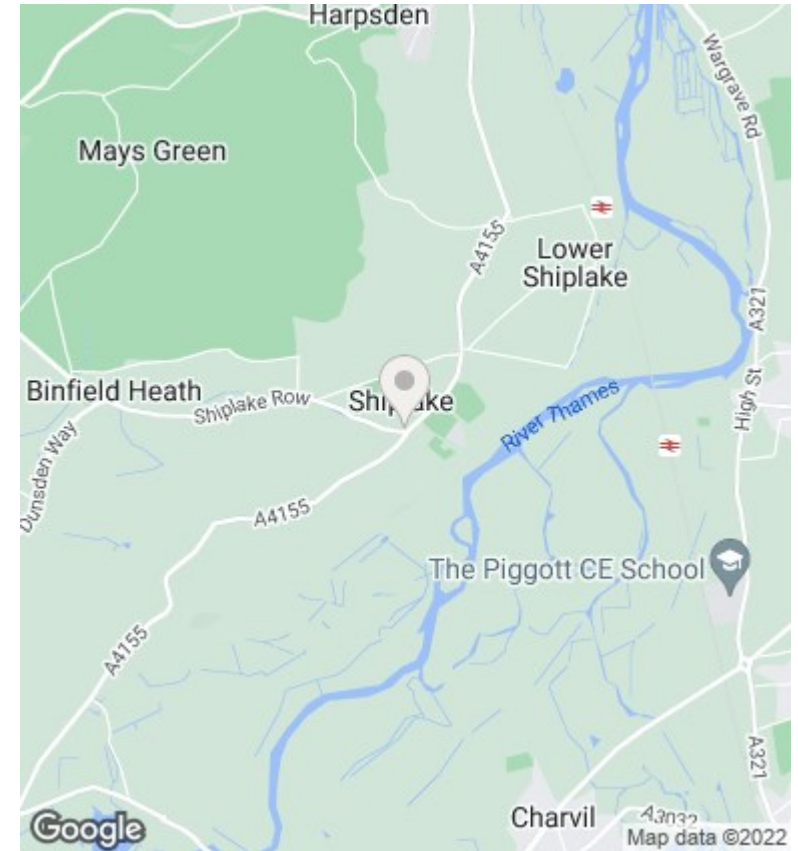 Harpsden
Wargrave Rd
Mays Green
A4155
Lower
Shiplake
A321
Binfield Heath
Shiplake Row
Shiplake
River Thames
High St
Dunsden Way
A4155
The Piggott CE School
A4155
A321
Charvil
A3032
Google
Map data ©2022